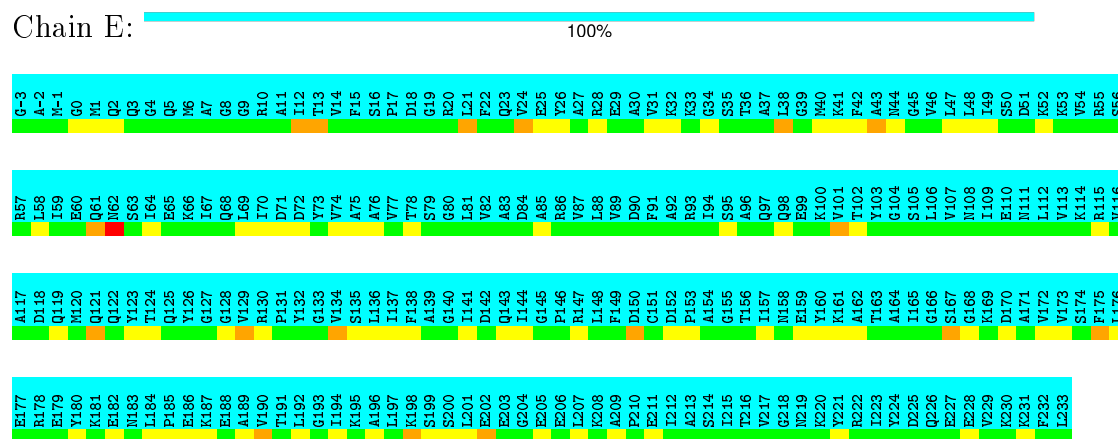 Chain E:
100%
G-3 A-2 M-1 G0 M1 Q2 Q3 G4 Q5 M6 A7 G8 G9 R10 A11 I12 T13 V14 F15 S16 P17 D18 G19 R20 L21 F22 Q23 V24 E25 Y26 A27 R28 E29 A30 V31 K32 K33 G34 S35 T36 A37 L38 G39 M40 K41 F42 A43 N44 G45 V46 L47 L48 I49 S50 D51 K52 K53 V54 R55 S56
R57 L58 I59 E60 Q61 N62 S63 I64 E65 K66 I67 Q68 L69 I70 D71 D72 Y73 V74 A75 A76 V77 T78 S79 G80 L81 V82 A83 D84 A85 R86 V87 L88 V89 D90 F91 A92 R93 I94 S95 A96 Q97 Q98 E99 K100 V101 T102 Y103 G104 S105 L106 V107 N108 I109 E110 N111 L112 V113 K114 R115 V116
A117 D118 Q119 M120 Q121 Q122 Y123 T124 Q125 Y126 G127 G128 V129 R130 P131 Y132 G133 V134 S135 L136 I137 F138 A139 G140 I141 D142 Q143 I144 G145 P146 R147 L148 F149 D150 C151 D152 P153 A154 G155 T156 I157 N158 E159 Y160 K161 A162 T163 A164 I165 G166 S167 G168 K169 D170 A171 V172 V173 S174 F175 L176
E177 R178 E179 Y180 K181 E182 N183 L184 P185 E186 K187 E188 A189 V190 T191 L192 G193 I194 K195 A196 L197 K198 S199 S200 L201 E202 E203 G204 E205 E206 L207 K208 A209 P210 E211 I212 A213 S214 I215 T216 V217 G218 N219 K220 Y221 R222 I223 Y224 D225 Q226 E227 E228 V229 K230 K231 F232 L233